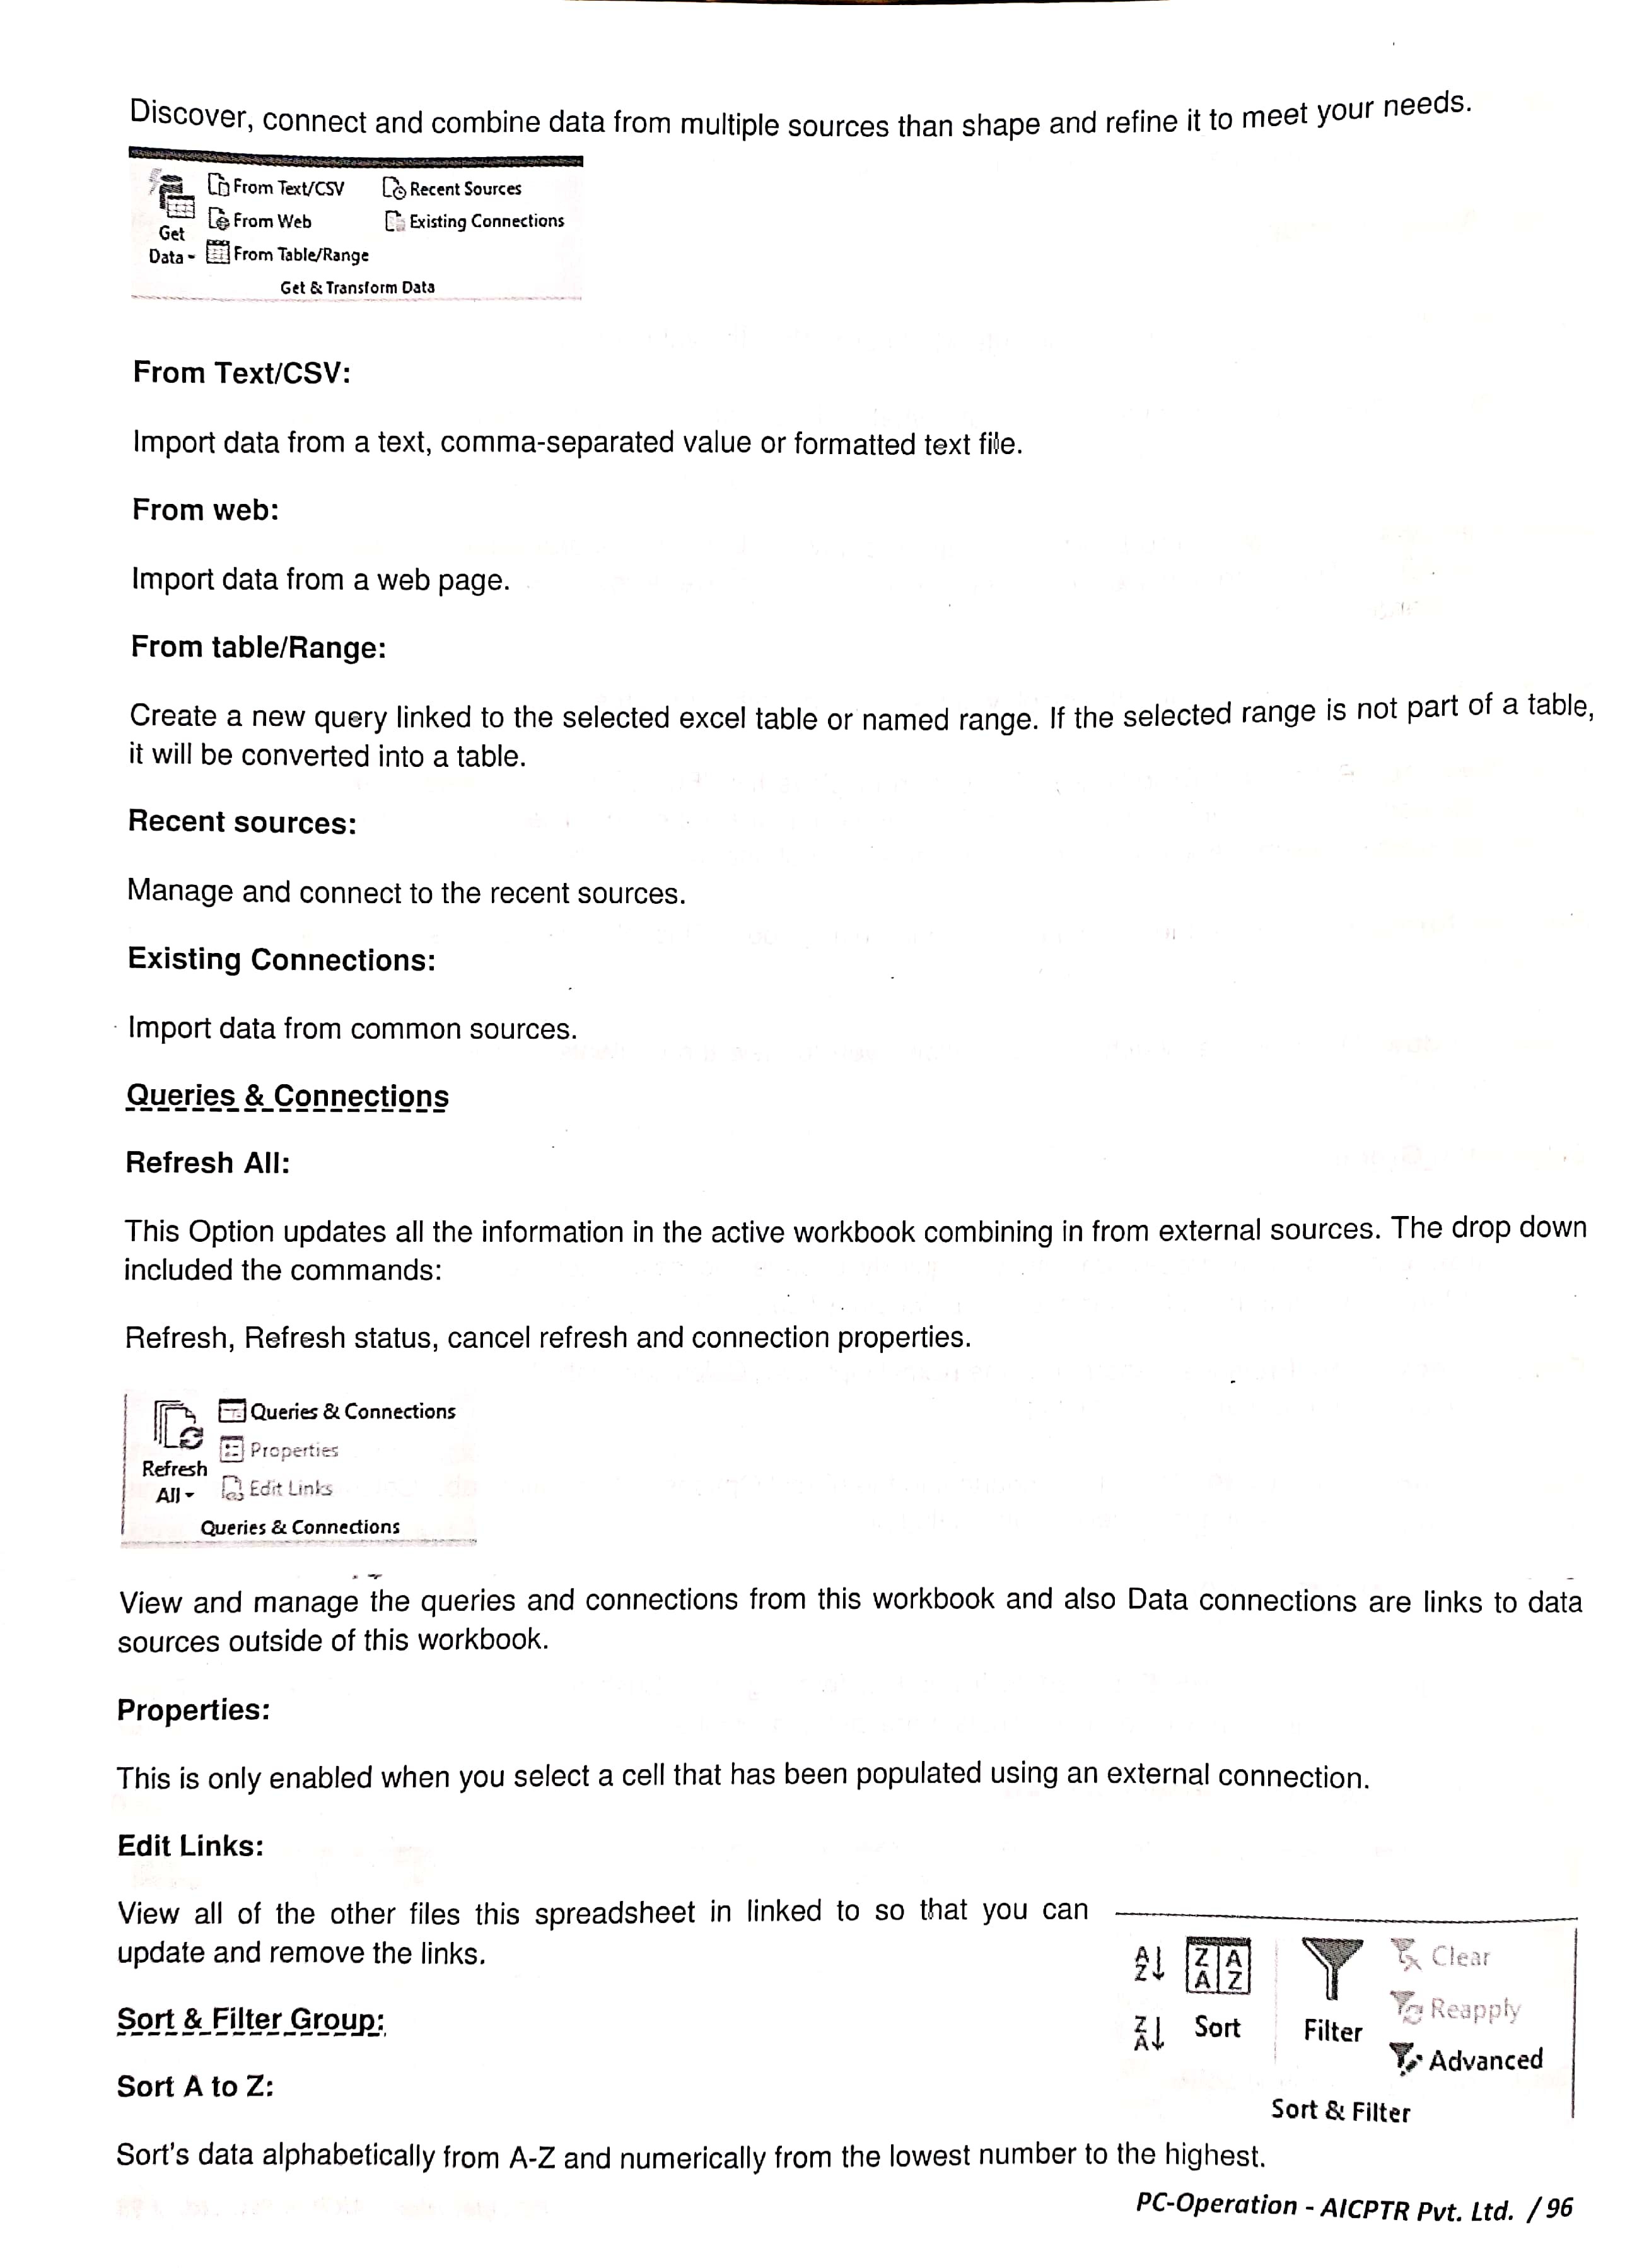 Discover, connect and combine data from multiple sources than shape and refine it to meet your needs.
From Text/CSV
Recent Sources
From Web
Existing Connections
Get
Data
From Table/Range
Get & Transform Data
From Text/CSV:
Import data from a text, comma-separated value or formatted text file.
From web:
Import data from a web page.
From table/Range:
Create a new query linked to the selected excel table or named range. If the selected range is not part of a table,
it will be converted into a table.
Recent sources:
Manage and connect to the recent sources.
Existing Connections:
Import data from common sources.
Queries & Connections
Refresh All:
This Option updates all the information in the active workbook combining in from external sources. The drop down
included the commands:
Refresh, Refresh status, cancel refresh and connection properties.
Queries & Connections
Properties
Refresh
All
Edit Links
Queries & Connections
View and manage the queries and connections from this workbook and also Data connections are links to data
sources outside of this workbook.
Properties:
This is only enabled when you select a cell that has been populated using an external connection.
Edit Links:
View all of the other files this spreadsheet in linked to so that you can
update and remove the links.
Sort & Filter Group:
Sort A to Z:
A Z
Z A
A Z
Z A
Sort
Filter
Clear
Reapply
Advanced
Sort & Filter
Sort's data alphabetically from A-Z and numerically from the lowest number to the highest.
PC-Operation - AICPTR Pvt. Ltd. / 96